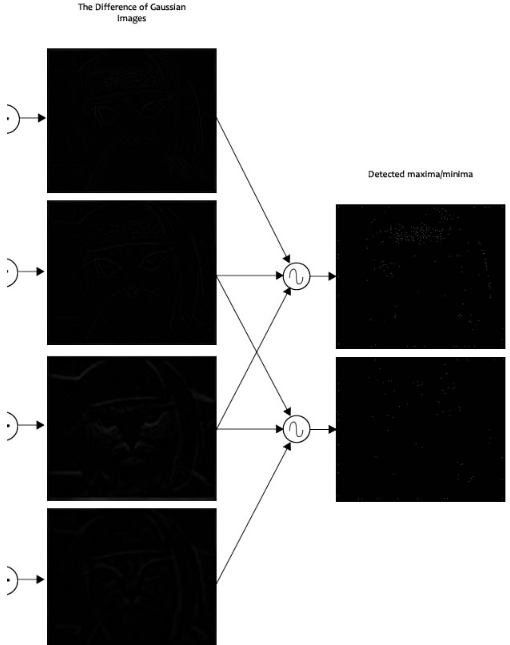 The Difference of Gaussian
Images
Detected maxima/minima